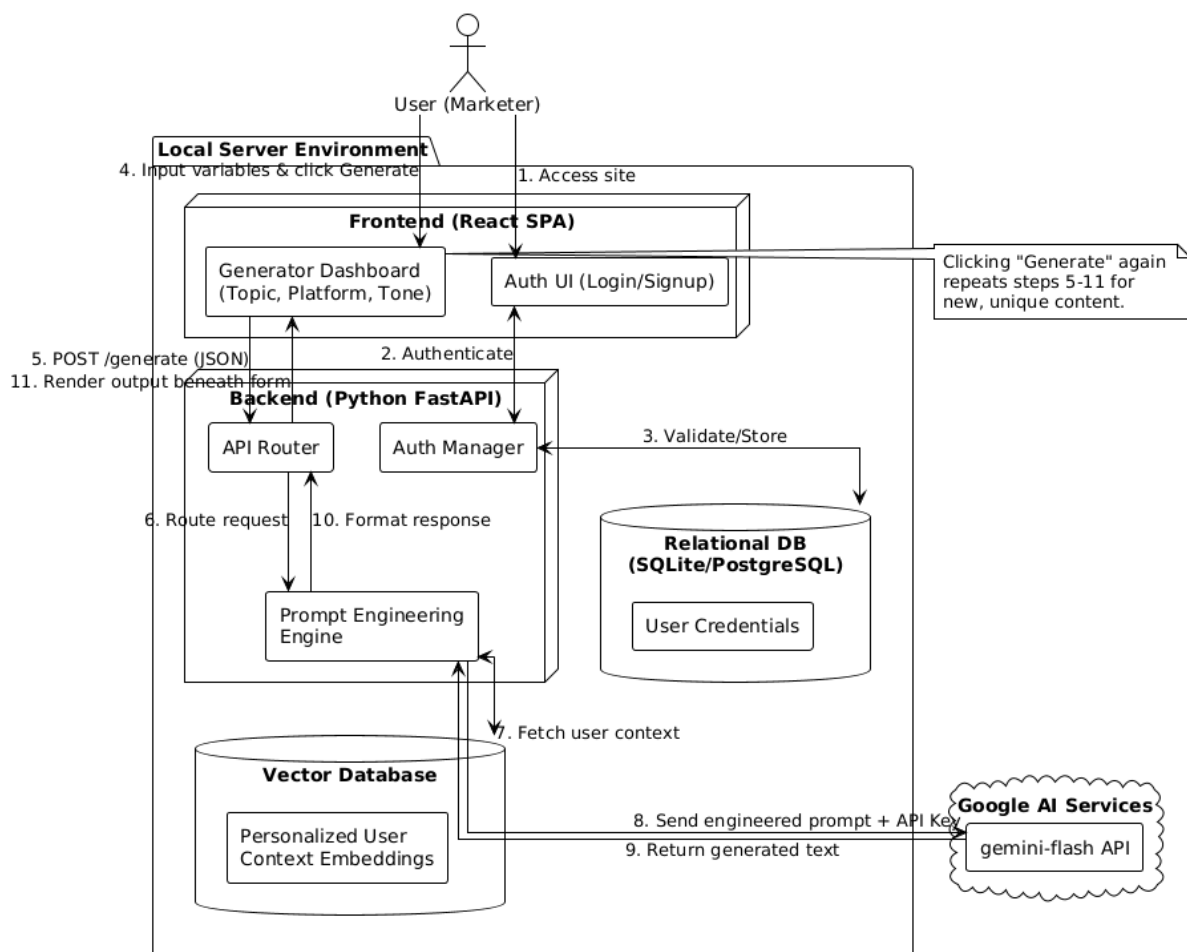 User (Marketer)
Local Server Environment
4. Input variables & click Generate
1. Access site
Frontend (React SPA)
Generator Dashboard
(Topic, Platform, Tone)
Auth UI (Login/Signup)
Clicking "Generate" again
repeats steps 5-11 for
new, unique content.
5. POST /generate (JSON)
2. Authenticate
11. Render output beneath form
Backend (Python FastAPI)
API Router
Auth Manager
3. Validate/Store
6. Route request
10. Format response
Relational DB
(SQLite/PostgreSQL)
User Credentials
Prompt Engineering
Engine
7. Fetch user context
Vector Database
Personalized User
Context Embeddings
Google AI Services
8. Send engineered prompt + API Key
9. Return generated text
gemini-flash API